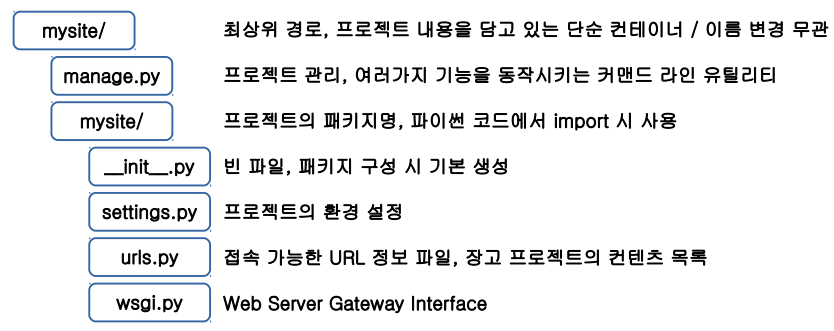 mysite/ 최상위 경로, 프로젝트 내용을 담고 있는 단순 컨테이너 / 이름 변경 무관
manage.py 프로젝트 관리, 여러가지 기능을 동작시키는 커맨드 라인 유틸리티
mysite/ 프로젝트의 패키지명, 파이썬 코드에서 import 시 사용
__init__.py 빈 파일, 패키지 구성 시 기본 생성
settings.py 프로젝트의 환경 설정
urls.py 접속 가능한 URL 정보 파일, 장고 프로젝트의 컨텐츠 목록
wsgi.py Web Server Gateway Interface